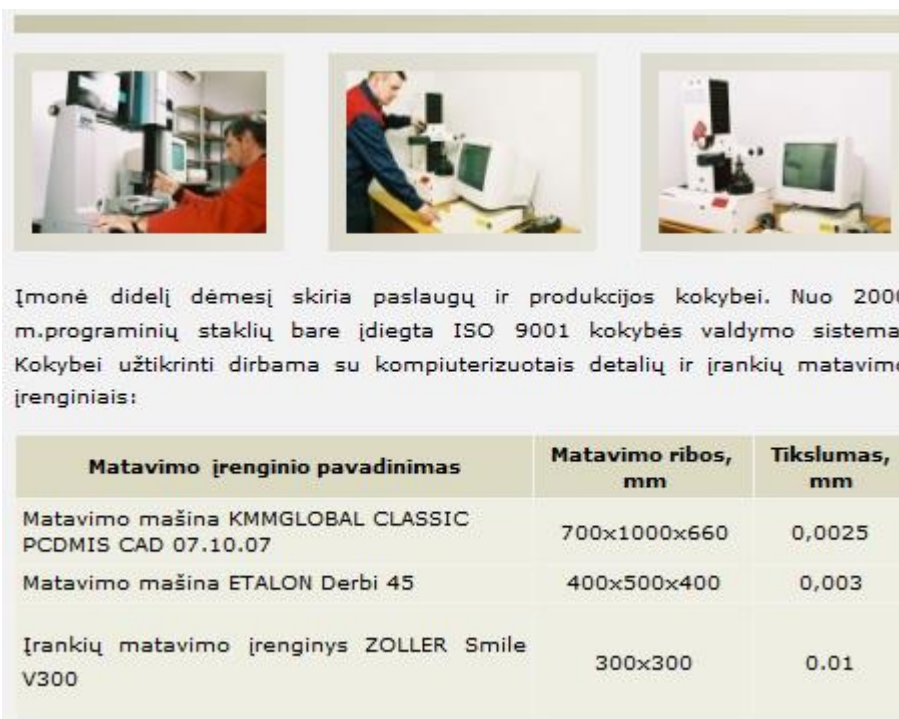 Įmonė didelį dėmesį skiria paslaugų ir produkcijos kokybei. Nuo 2000
m.programinių staklių bare įdiegta ISO 9001 kokybės valdymo sistema
Kokybei užtikrinti dirbama su kompiuterizuotais detalių ir įrankių matavimo
įrenginiais:
Matavimo įrenginio pavadinimas Matavimo ribos, mm Tikslumas, mm
Matavimo mašina KMMGLOBAL CLASSIC
PCDMIS CAD 07.10.07 700x1000x660 0,0025
Matavimo mašina ETALON Derbi 45 400x500x400 0,003
Įrankių matavimo įrenginys ZOLLER Smile
V300 300x300 0.01